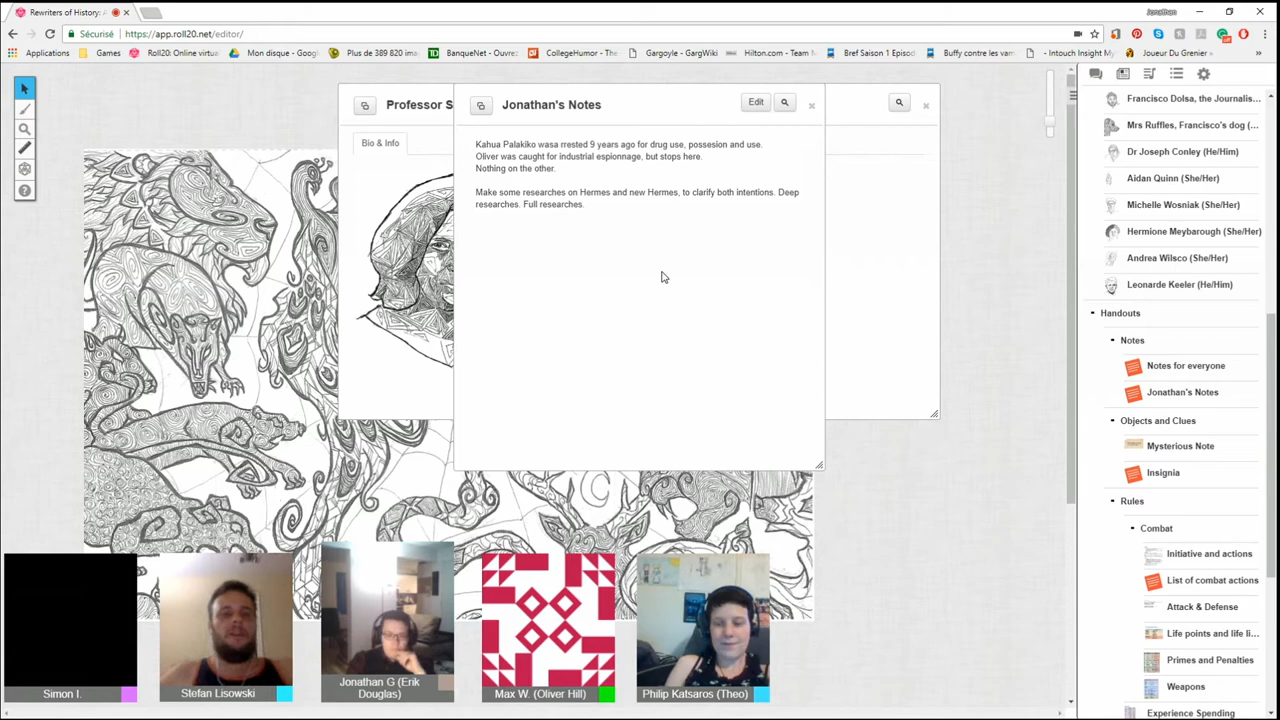 Rewriters of History: A
Jonathan
Sécurisé
https://app.roll20.net/editor/
Applications
Games
Roll20: Online virtua
Mon disque - Goog
Plus de 389 820 ima
BanqueNet - Ouvre
CollegeHumor - The
Gargoyle - GargWiki
Hilton.com - Team M
Bref Saison 1 Episod
Buffy contre les vam
- Intouch Insight My
Joueur Du Grenier
Professor S
Bio & Info
Jonathan's Notes
Edit
Kahua Palakiko wasa rrested 9 years ago for drug use, possesion and use.
Oliver was caught for industrial espionnage, but stops here.
Nothing on the other.
Make some researches on Hermes and new Hermes, to clarify both intentions. Deep
researches. Full researches.
Francisco Dolsa, the Journalis...
Mrs Ruffles, Francisco's dog (...
Dr Joseph Conley (He/Him)
Aidan Quinn (She/Her)
Michelle Wosniak (She/Her)
Hermione Meybarough (She/Her)
Andrea Wilsco (She/Her)
Leonarde Keeler (He/Him)
Handouts
Notes
Notes for everyone
Jonathan's Notes
Objects and Clues
Mysterious Note
Insignia
Rules
Combat
Initiative and actions
List of combat actions
Attack & Defense
Life points and life li...
Primes and Penalties
Weapons
Experience Spending
Simon I.
Stefan Lisowski
Jonathan G (Erik
Douglas)
Max W. (Oliver Hill)
Philip Katsaros (Theo)